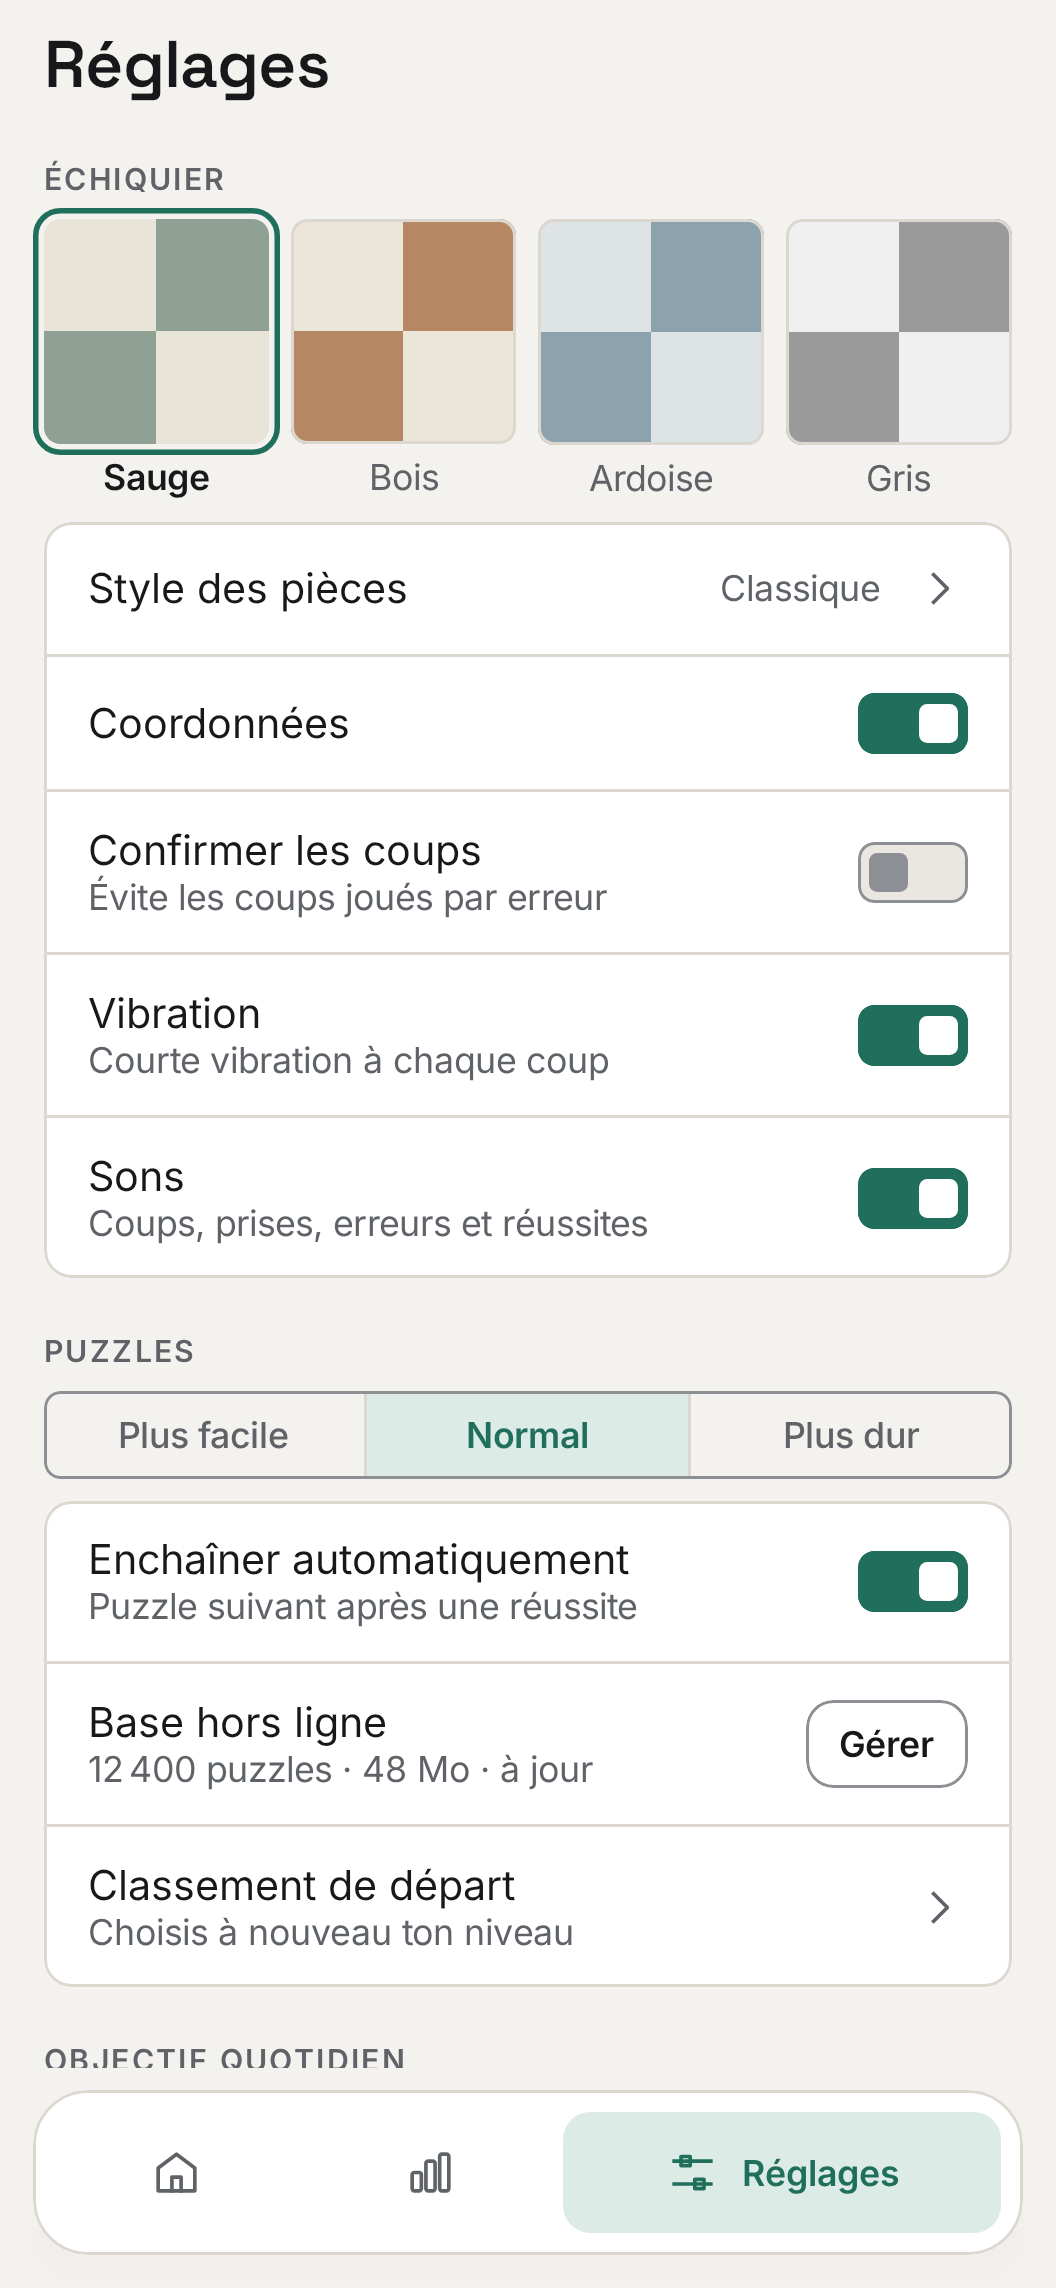 Réglages
ÉCHIQUIER
Sauge
Bois
Ardoise
Gris
Style des pièces
Classique
Coordonnées
Confirmer les coups
Évite les coups joués par erreur
Vibration
Courte vibration à chaque coup
Sons
Coups, prises, erreurs et réussites
PUZZLES
Plus facile
Normal
Plus dur
Enchaîner automatiquement
Puzzle suivant après une réussite
Base hors ligne
12 400 puzzles · 48 Mo · à jour
Gérer
Classement de départ
Choisis à nouveau ton niveau
OBJECTIF QUOTIDIEN
Réglages